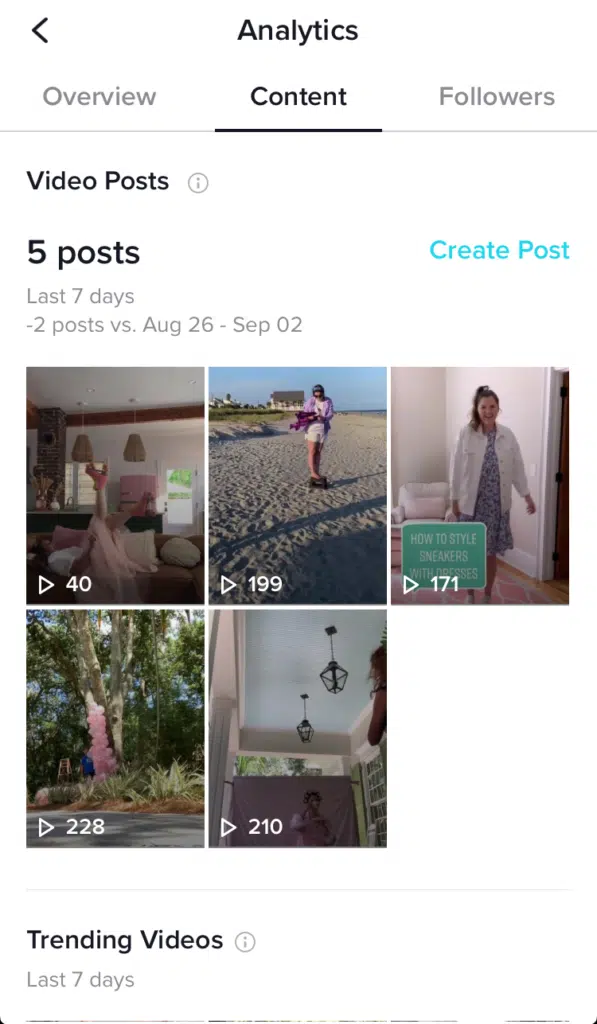 Analytics
Overview Content Followers
Video Posts
5 posts Create Post
Last 7 days
-2 posts vs. Aug 26 - Sep 02
HOW TO STYLE
SNEAKERS
WITH DRESSES
40 199 171
228 210
Trending Videos
Last 7 days